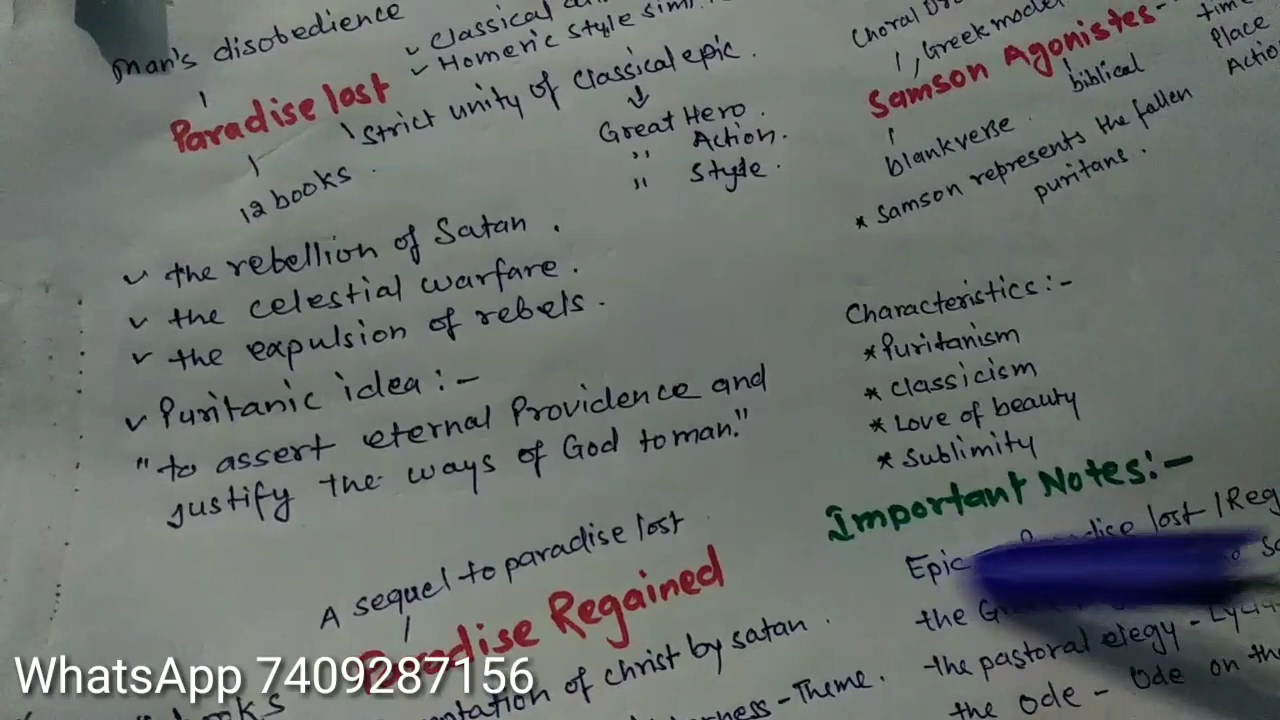 man's disobedience
✓ Classical
✓ Homeric style
Paradise lost
Strict unity of Classical epic.
Great Hero.
" Action.
" Style.
12 books.
✓ the rebellion of Satan.
✓ the celestial warfare.
✓ the expulsion of rebels.
✓ Puritanic idea:-
"to assert eternal Providence and
justify the ways of God to man."
A sequel to paradise lost
Paradise Regained
of christ by satan.
- Theme.
Choral
Greek model
Samson Agonistes-
time
Place
Action
biblical
blankverse.
* Samson represents the fallen
puritans.
Characteristics:-
* Puritanism
* Classicism
* Love of beauty
* Sublimity
Important Notes:-
Epic Paradise lost / Reg
the
the pastoral elegy -
the ode - Ode on the
WhatsApp 7409287156